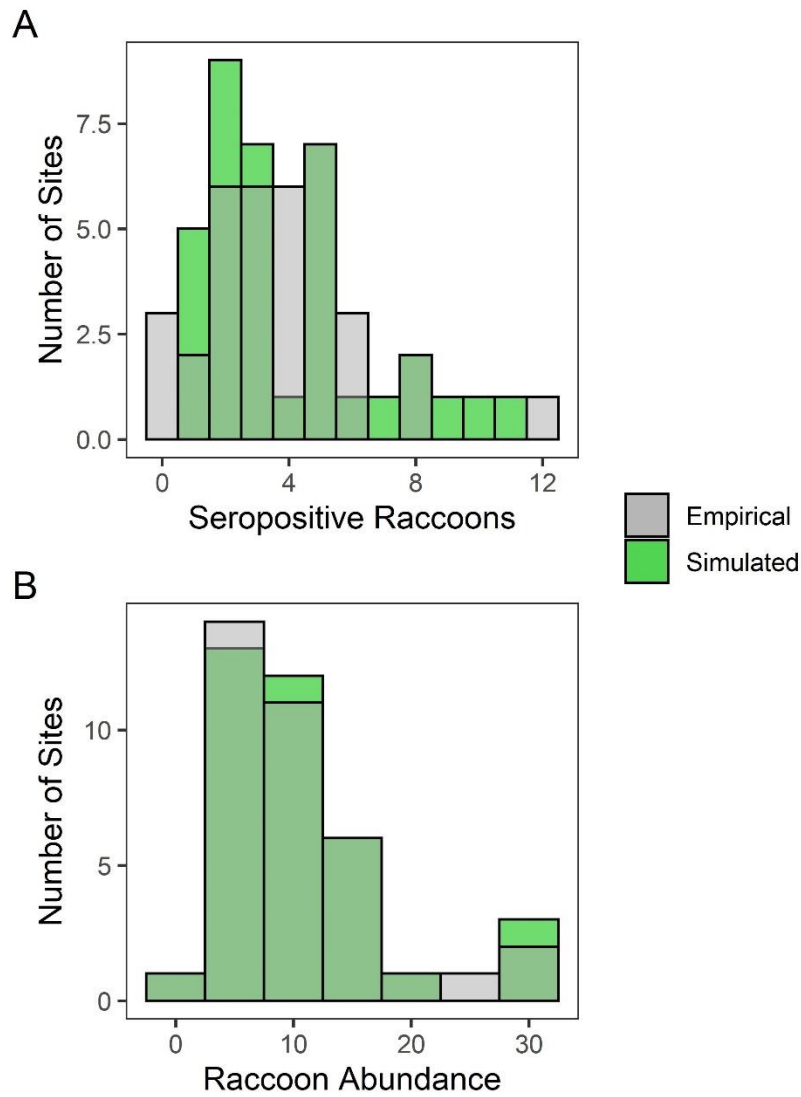 A
Number of Sites
7.5
5.0
2.5
0.0
0 4 8 12
Seropositive Raccoons
Empirical
Simulated
B
Number of Sites
10
5
0
0 10 20 30
Raccoon Abundance